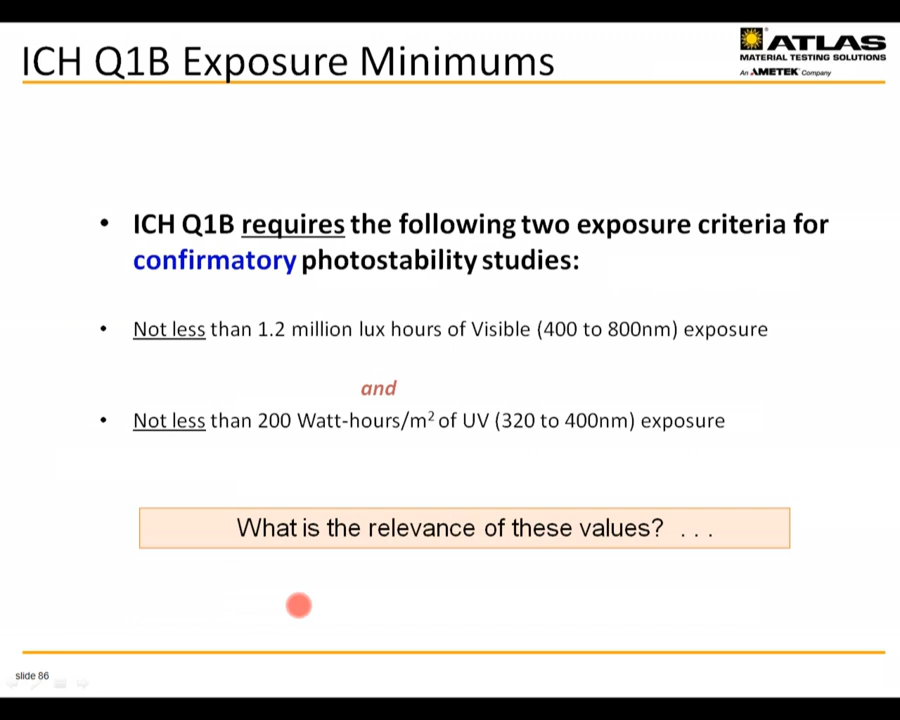 ICH Q1B Exposure Minimums
ATLAS
MATERIAL TESTING SOLUTIONS
An AMETEK Company
• ICH Q1B requires the following two exposure criteria for
confirmatory photostability studies:
• Not less than 1.2 million lux hours of Visible (400 to 800nm) exposure
and
• Not less than 200 Watt-hours/m² of UV (320 to 400nm) exposure
What is the relevance of these values? . . .
slide 86